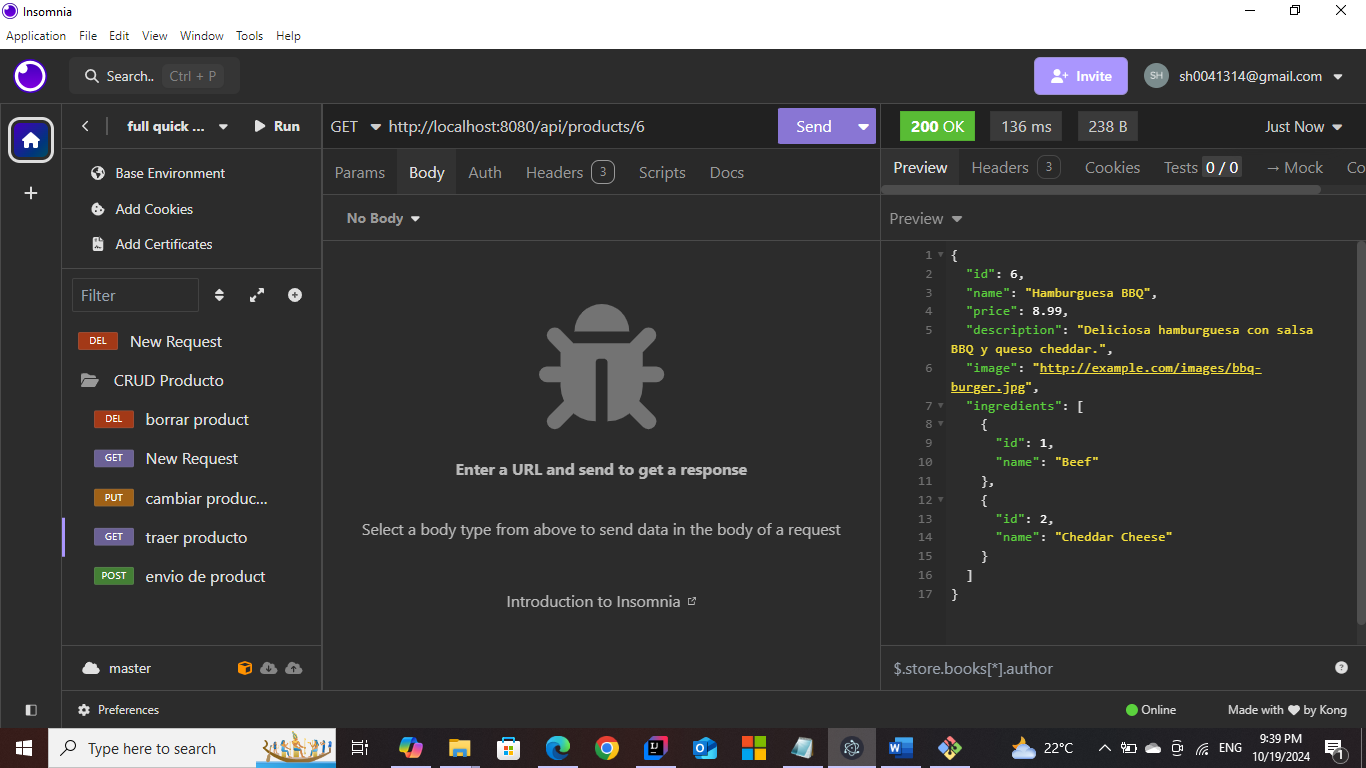 Insomnia
Application File Edit View Window Tools Help
Search.. Ctrl + P
Invite
SH sh0041314@gmail.com
full quick ... Run
GET http://localhost:8080/api/products/6 Send
200 OK 136 ms 238 B Just Now
Base Environment
Add Cookies
Add Certificates
Filter
DEL New Request
CRUD Producto
DEL borrar product
GET New Request
PUT cambiar produc...
GET traer producto
POST envio de product
master
Params Body Auth Headers 3 Scripts Docs
No Body
Enter a URL and send to get a response
Select a body type from above to send data in the body of a request
Introduction to Insomnia
Preview Headers 3 Cookies Tests 0 / 0 → Mock Co
Preview
1 {
2 "id": 6,
3 "name": "Hamburguesa BBQ",
4 "price": 8.99,
5 "description": "Deliciosa hamburguesa con salsa
BBQ y queso cheddar.",
6 "image": "http://example.com/images/bbq-
burger.jpg",
7 "ingredients": [
8 {
9 "id": 1,
10 "name": "Beef"
11 },
12 {
13 "id": 2,
14 "name": "Cheddar Cheese"
15 }
16 ]
17 }
$.store.books[*].author
Preferences
Online Made with ❤ by Kong
Type here to search
22°C ENG
9:39 PM
10/19/2024
1